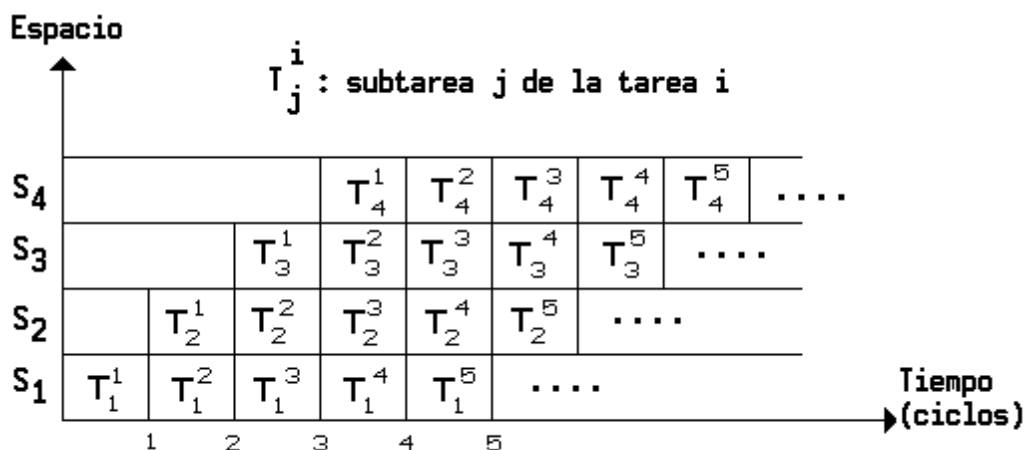 Espacio
T^i_j : subtarea j de la tarea i
S4 T^1_4 T^2_4 T^3_4 T^4_4 T^5_4 ....
S3 T^1_3 T^2_3 T^3_3 T^4_3 T^5_3 ....
S2 T^1_2 T^2_2 T^3_2 T^4_2 T^5_2 ....
S1 T^1_1 T^2_1 T^3_1 T^4_1 T^5_1 ....
Tiempo
(ciclos)
1 2 3 4 5